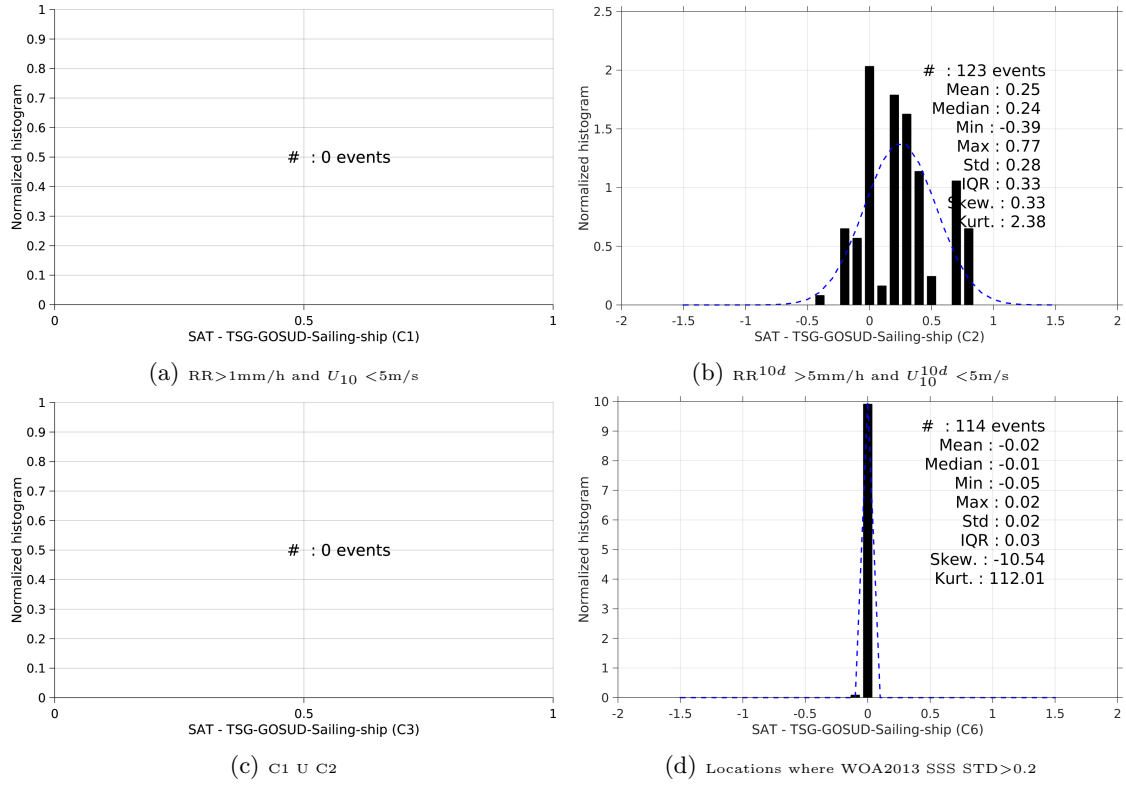 1
0.9
0.8
0.7
0.6
0.5
0.4
0.3
0.2
0.1
0
Normalized histogram
# : 0 events
0 0.5 1
SAT - TSG-GOSUD-Sailing-ship (C1)
(a) RR>1mm/h and U10 <5m/s
2.5
2
1.5
1
0.5
0
Normalized histogram
# : 123 events
Mean : 0.25
Median : 0.24
Min : -0.39
Max : 0.77
Std : 0.28
IQR : 0.33
Skew. : 0.33
Kurt. : 2.38
-2 -1.5 -1 -0.5 0 0.5 1 1.5 2
SAT - TSG-GOSUD-Sailing-ship (C2)
(b) RR10d >5mm/h and U10d10 <5m/s
1
0.9
0.8
0.7
0.6
0.5
0.4
0.3
0.2
0.1
0
Normalized histogram
# : 0 events
0 0.5 1
SAT - TSG-GOSUD-Sailing-ship (C3)
(c) C1 U C2
10
9
8
7
6
5
4
3
2
1
0
Normalized histogram
# : 114 events
Mean : -0.02
Median : -0.01
Min : -0.05
Max : 0.02
Std : 0.02
IQR : 0.03
Skew. : -10.54
Kurt. : 112.01
-2 -1.5 -1 -0.5 0 0.5 1 1.5 2
SAT - TSG-GOSUD-Sailing-ship (C6)
(d) Locations where WOA2013 SSS STD>0.2